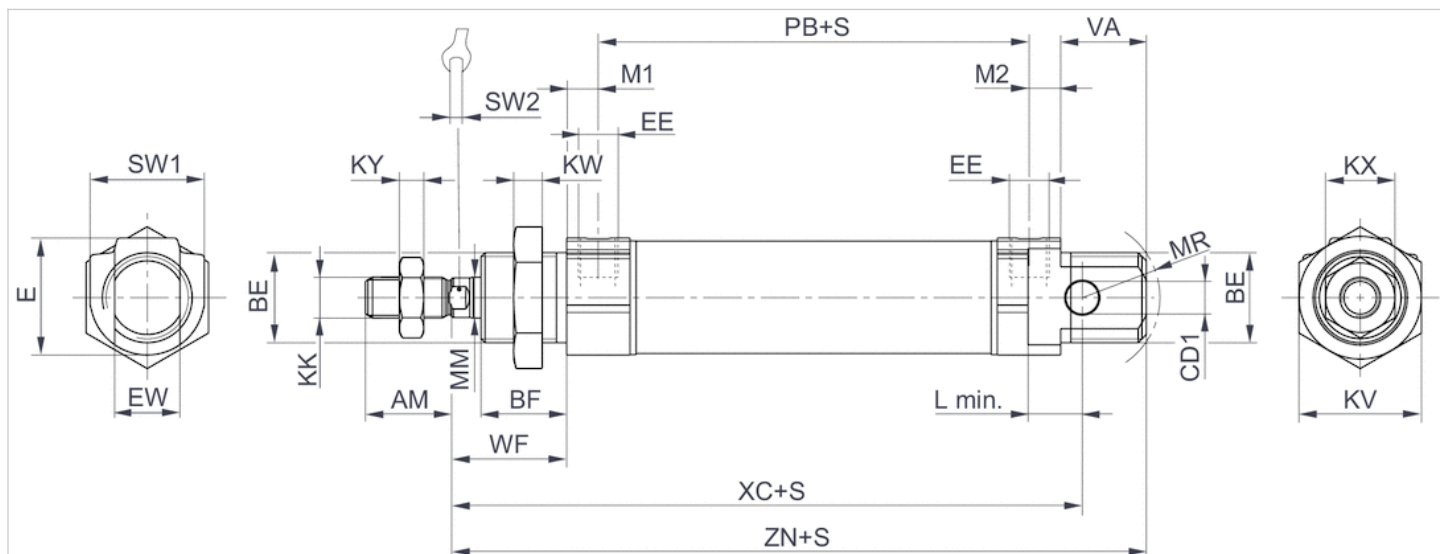 PB+S
VA
M1
M2
SW2
EE
SW1
KY
KW
EE
KX
MR
E
BE
BE
KK
MM
CD1
EW
AM
BF
L min.
KV
WF
XC+S
ZN+S